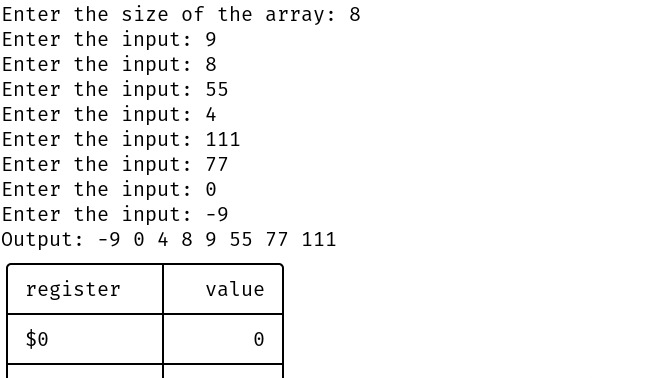 Enter the size of the array: 8
Enter the input: 9
Enter the input: 8
Enter the input: 55
Enter the input: 4
Enter the input: 111
Enter the input: 77
Enter the input: 0
Enter the input: -9
Output: -9 0 4 8 9 55 77 111
register value
$0 0